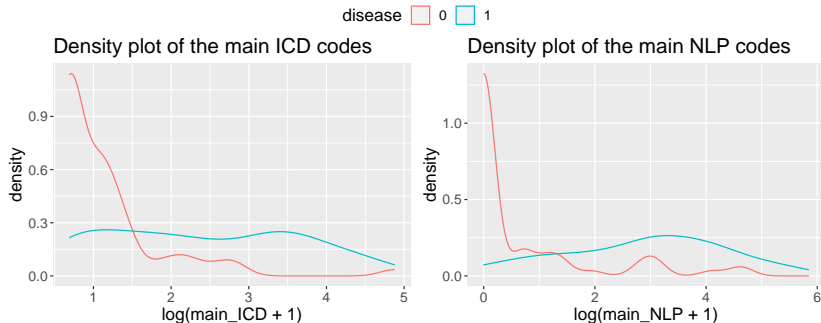 disease 0 1
Density plot of the main ICD codes
density
0.9
0.6
0.3
0.0
1 2 3 4 5
log(main_ICD + 1)
Density plot of the main NLP codes
density
1.0
0.5
0.0
0 2 4 6
log(main_NLP + 1)